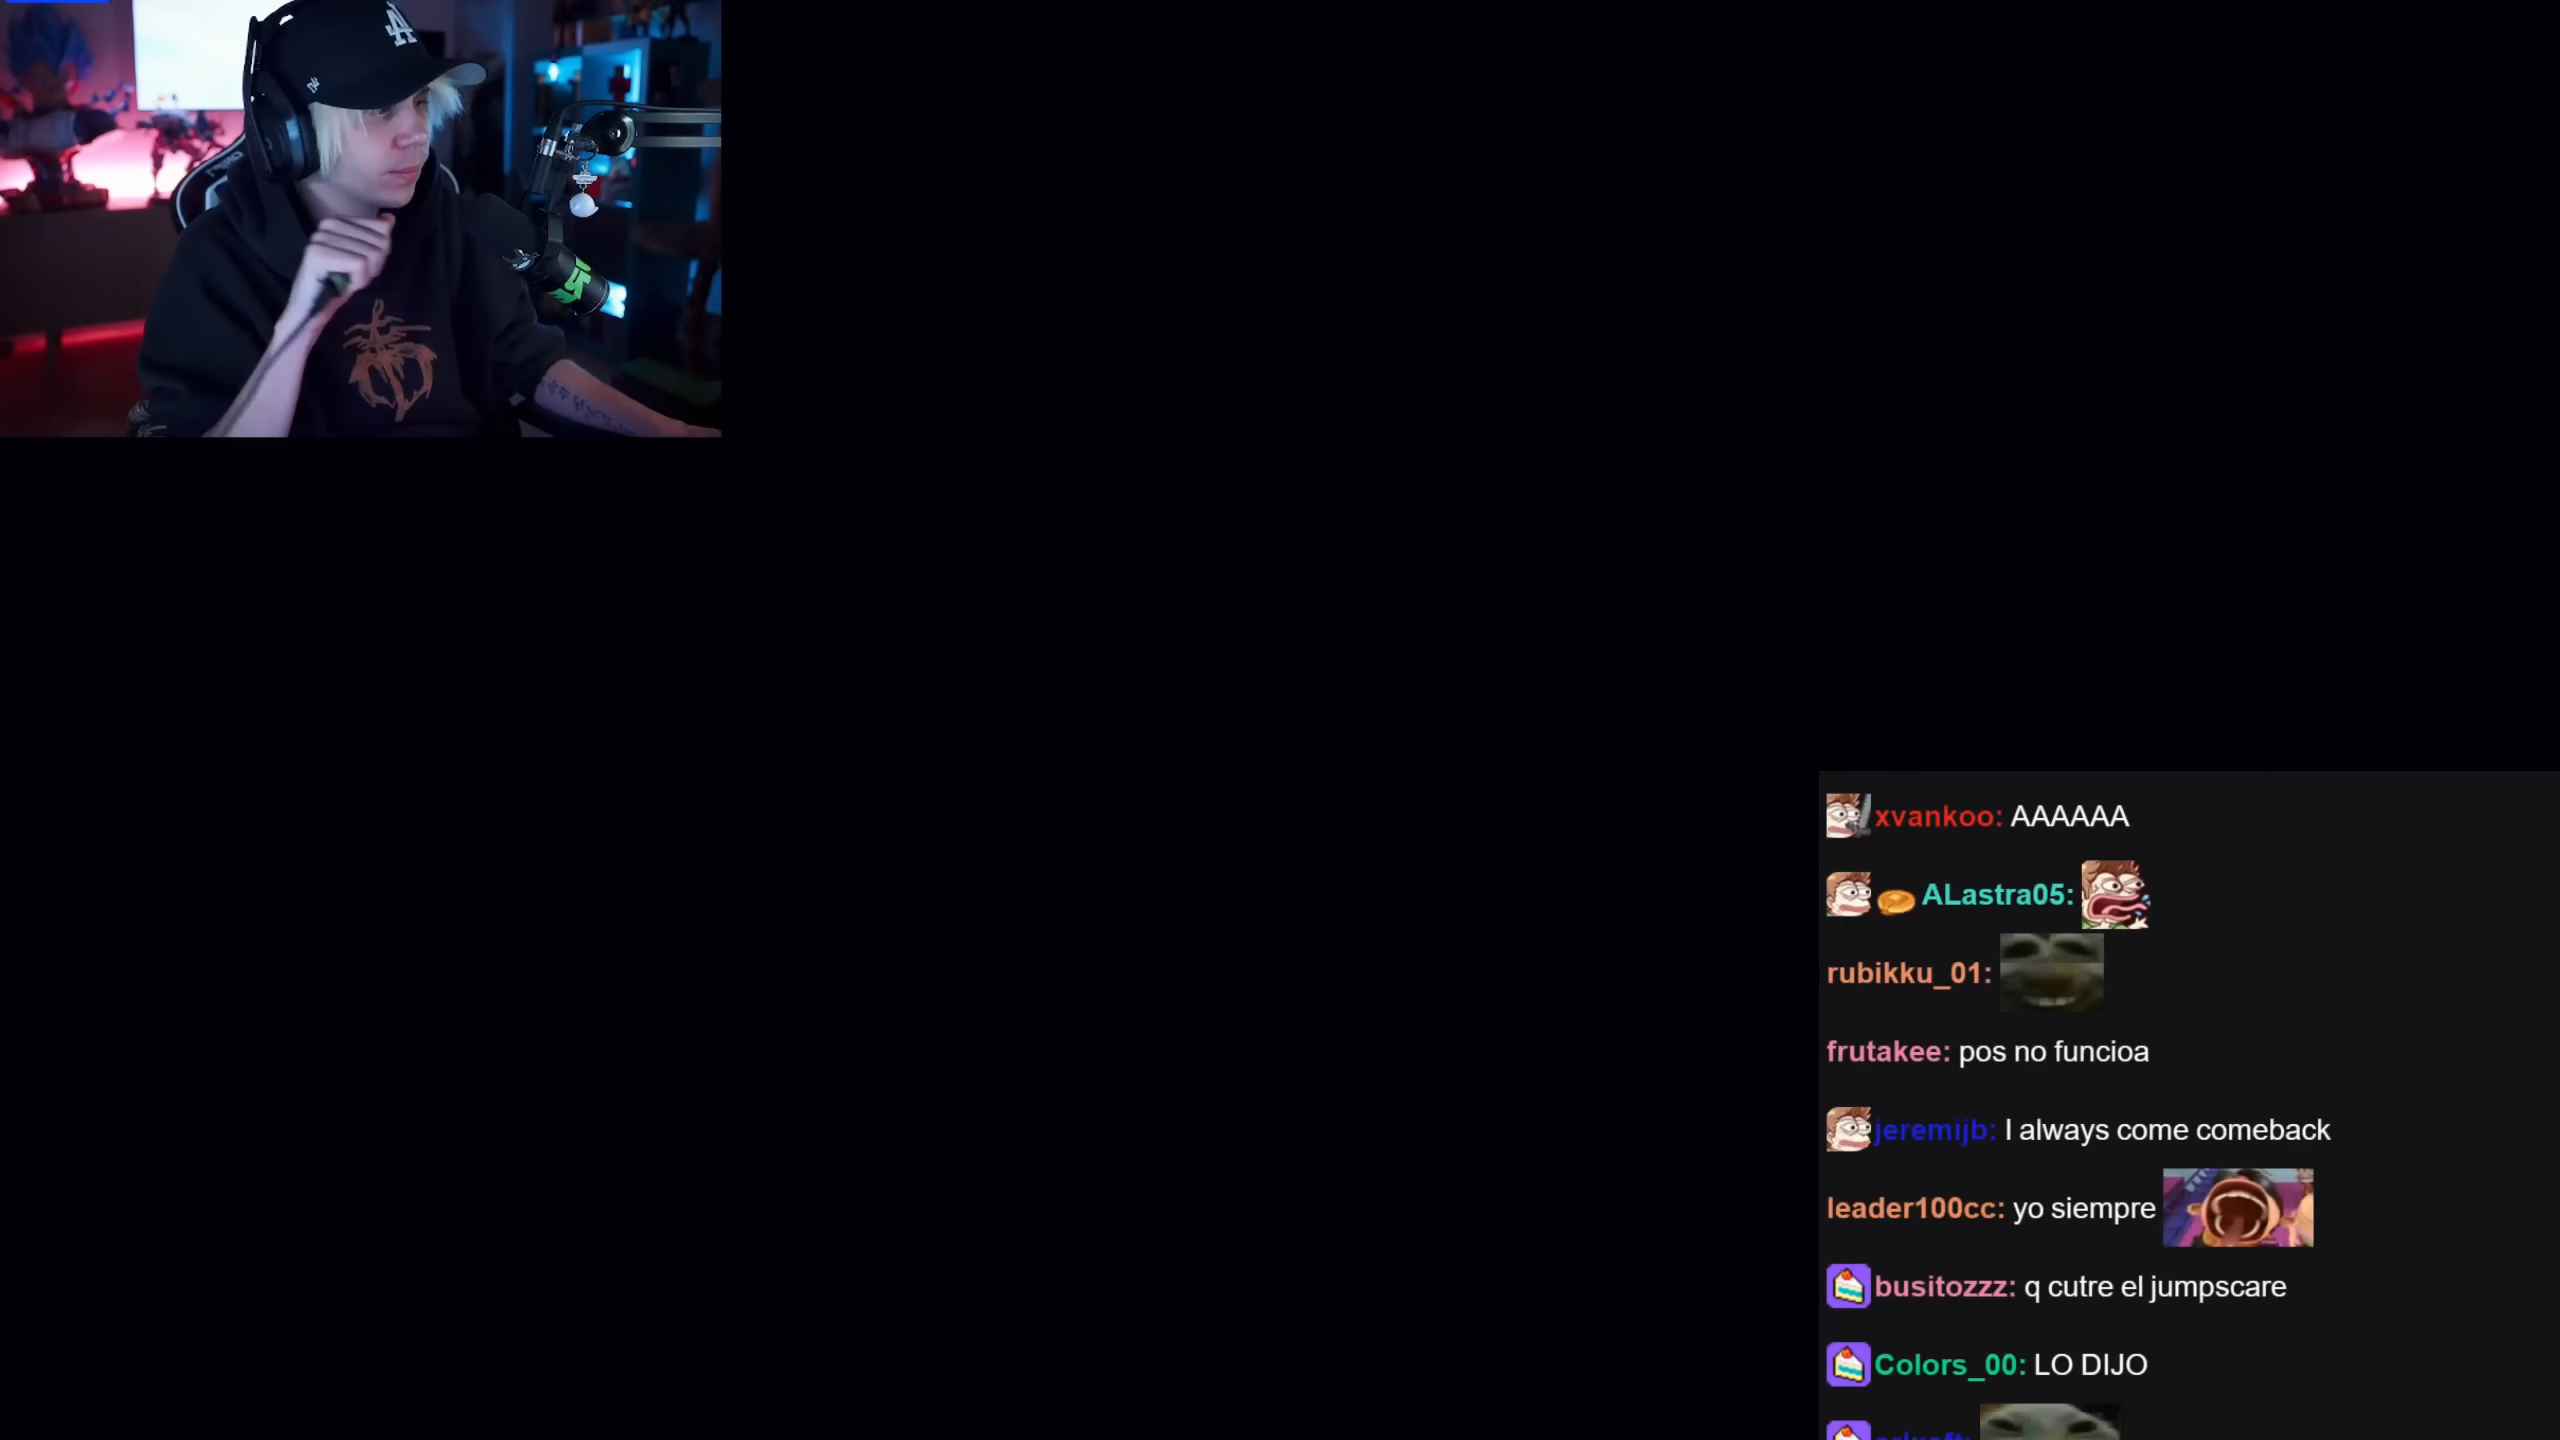 xvankoo: AAAAAA
ALastra05:
rubikku_01:
frutakee: pos no funcioa
jeremijb: I always come comeback
leader100cc: yo siempre
busitozzz: q cutre el jumpscare
Colors_00: LO DIJO